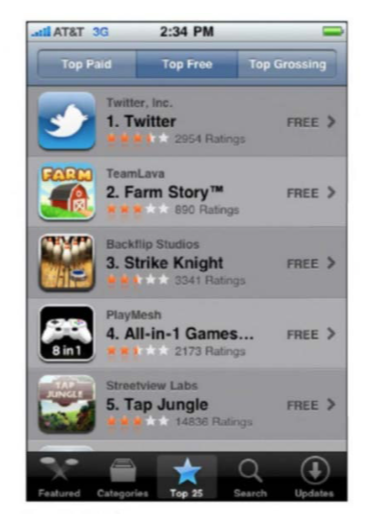 AT&T 3G 2:34 PM
Top Paid Top Free Top Grossing
Twitter, Inc.
1. Twitter FREE
2954 Ratings
FARM
TeamLava
2. Farm Story™ FREE
890 Ratings
Backflip Studios
3. Strike Knight FREE
3341 Ratings
PlayMesh
4. All-in-1 Games... FREE
8 in 1
2173 Ratings
Streetview Labs
TAP
JUNGLE
5. Tap Jungle FREE
14836 Ratings
Featured Categories Top 25 Search Updates